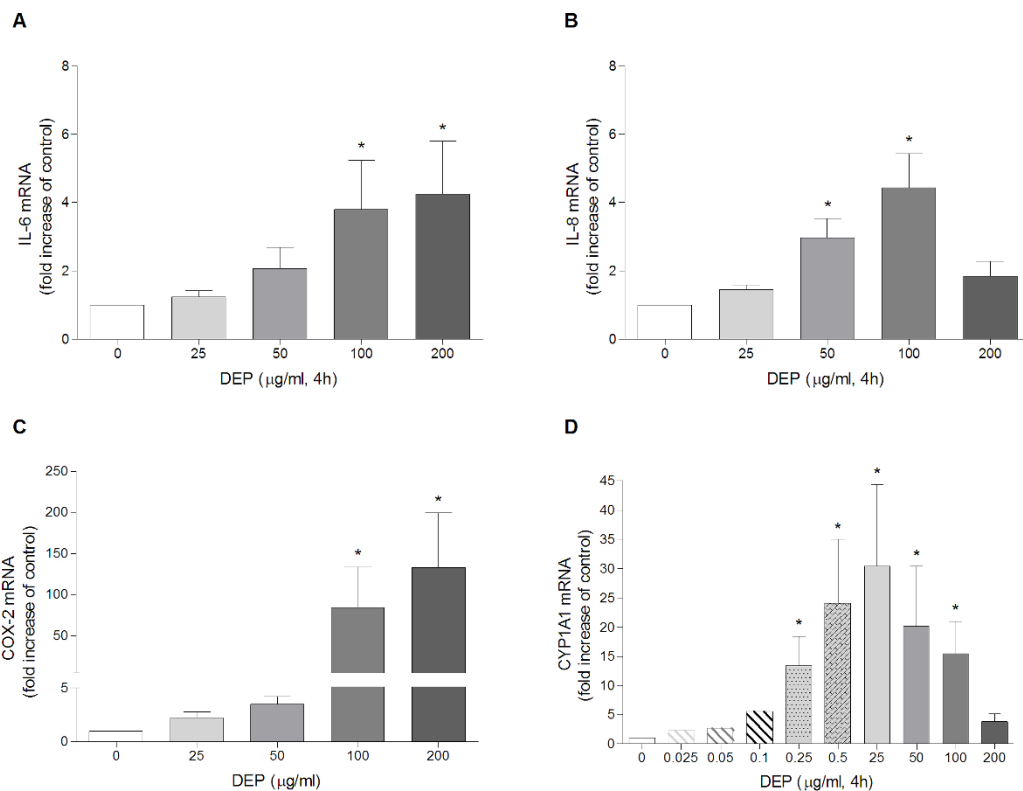 A
IL-6 mRNA
(fold increase of control)
8
6
4
2
0
*
*
0 25 50 100 200
DEP (μg/ml, 4h)
B
IL-8 mRNA
(fold increase of control)
8
6
4
2
0
*
*
0 25 50 100 200
DEP (μg/ml, 4h)
C
COX-2 mRNA
(fold increase of control)
250
200
150
100
50
5
0
*
*
0 25 50 100 200
DEP (μg/ml)
D
CYP1A1 mRNA
(fold increase of control)
45
40
35
30
25
20
15
10
5
0
*
*
*
*
*
0 0.025 0.05 0.1 0.25 0.5 25 50 100 200
DEP (μg/ml, 4h)